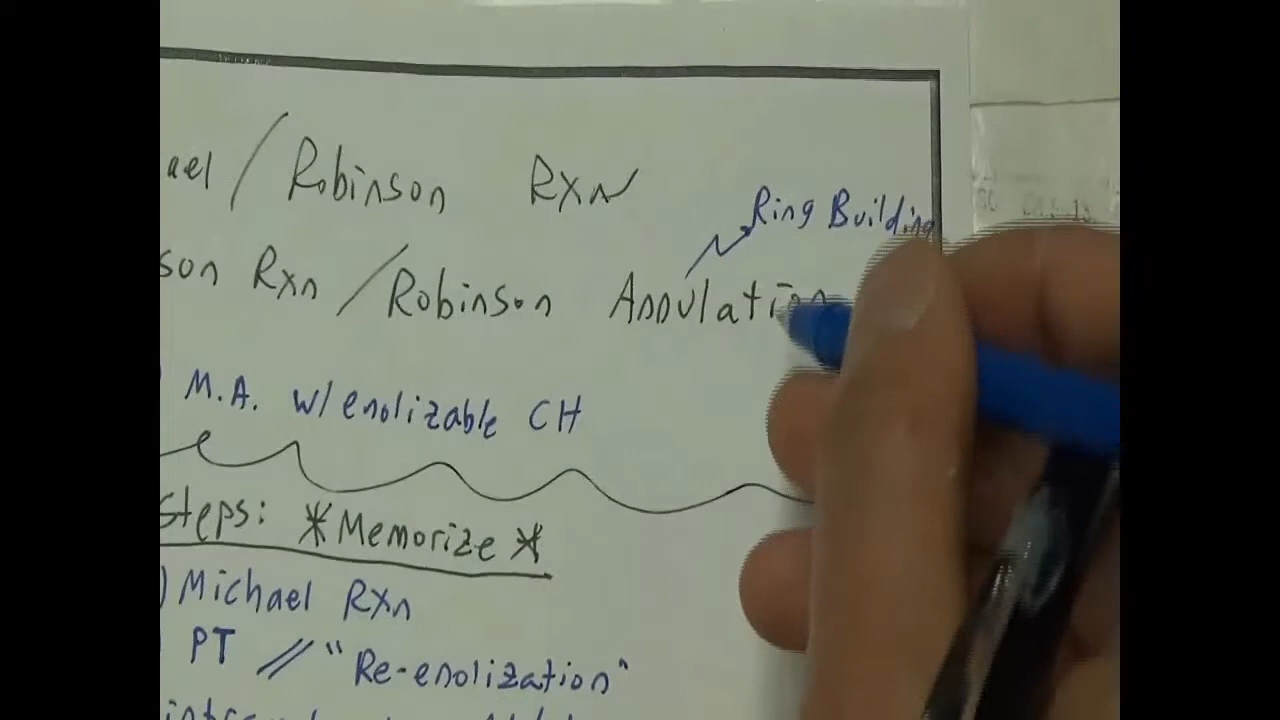 ael / Robinson Rxn
Ring Building
son Rxn / Robinson Annulation
M.A. w/ enolizable CH
Steps: *Memorize*
) Michael Rxn
PT // "Re-enolization"